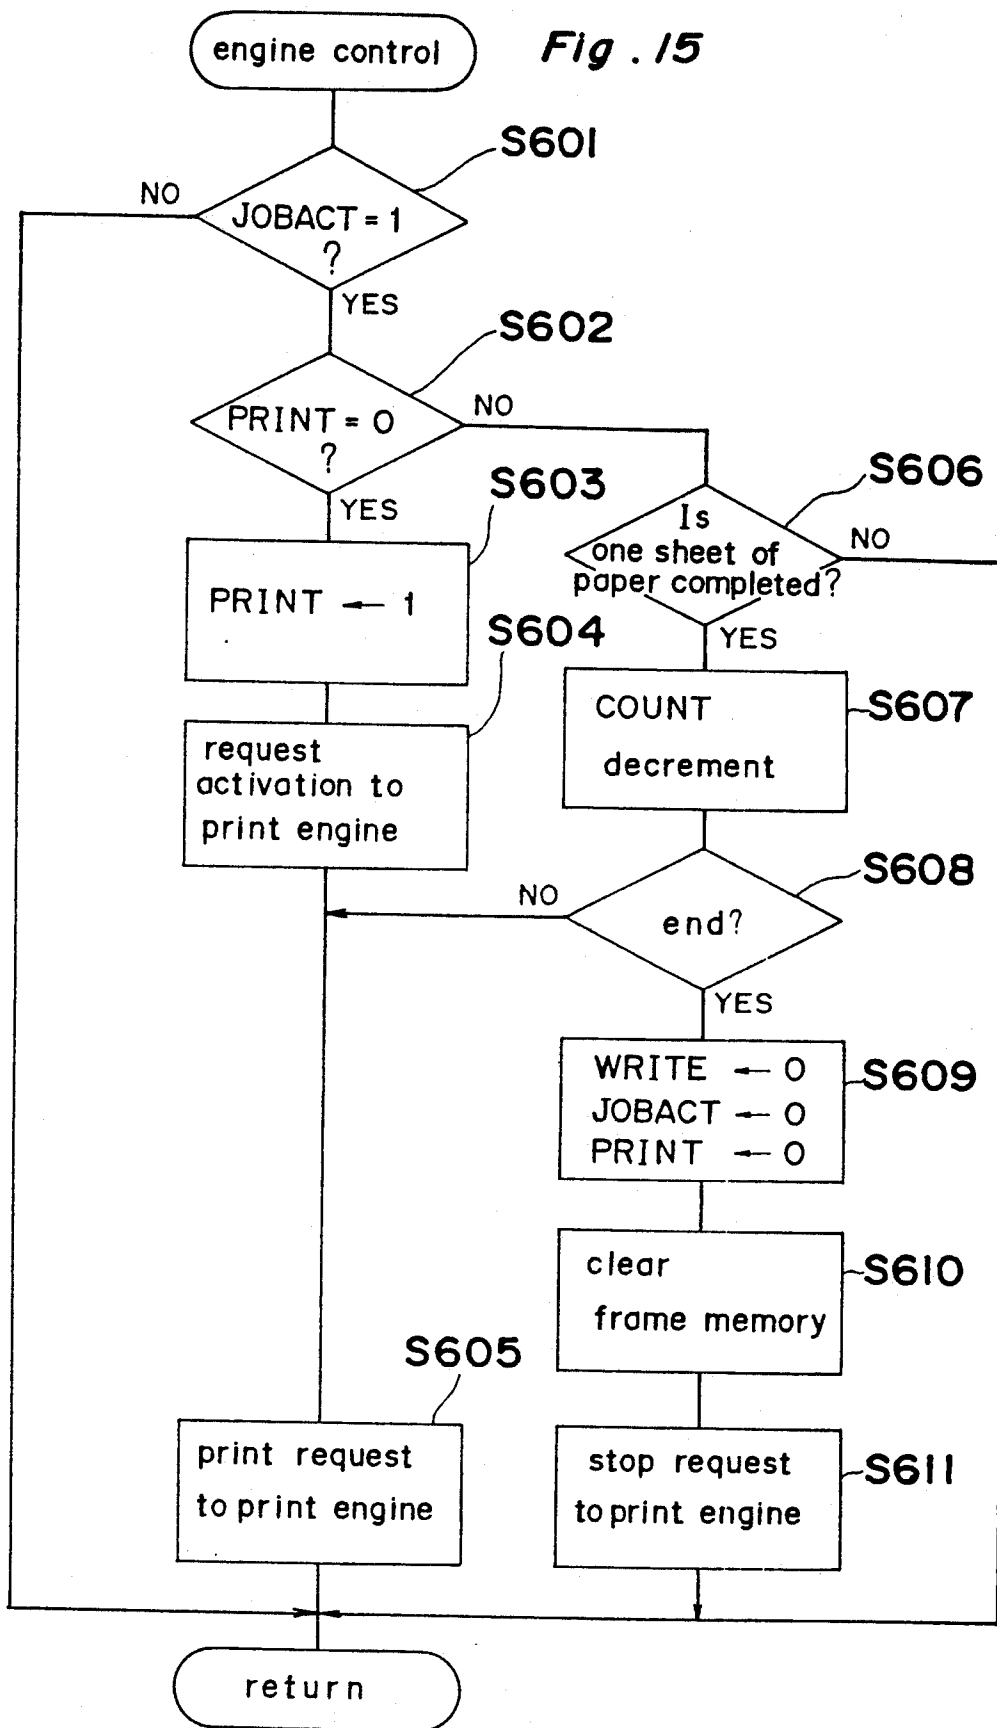 Fig. 15
engine control
S601
JOBACT = 1
?
NO
YES
S602
PRINT = 0
?
NO
YES
S603
PRINT ← 1
S604
request
activation to
print engine
S606
Is
one sheet of
paper completed?
NO
YES
COUNT
decrement
S607
S608
end?
NO
YES
WRITE ← 0
JOBACT ← 0
PRINT ← 0
S609
clear
frame memory
S610
S605
print request
to print engine
stop request
to print engine
S611
return